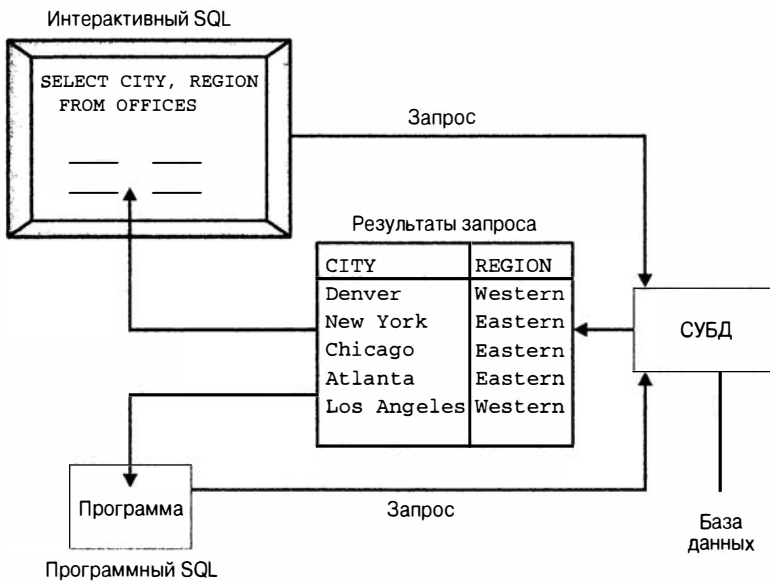 Интерактивный SQL
SELECT CITY, REGION
FROM OFFICES
Запрос
Результаты запроса
CITY REGION
Denver Western
New York Eastern
Chicago Eastern
Atlanta Eastern
Los Angeles Western
СУБД
Программа
Запрос
База
данных
Программный SQL